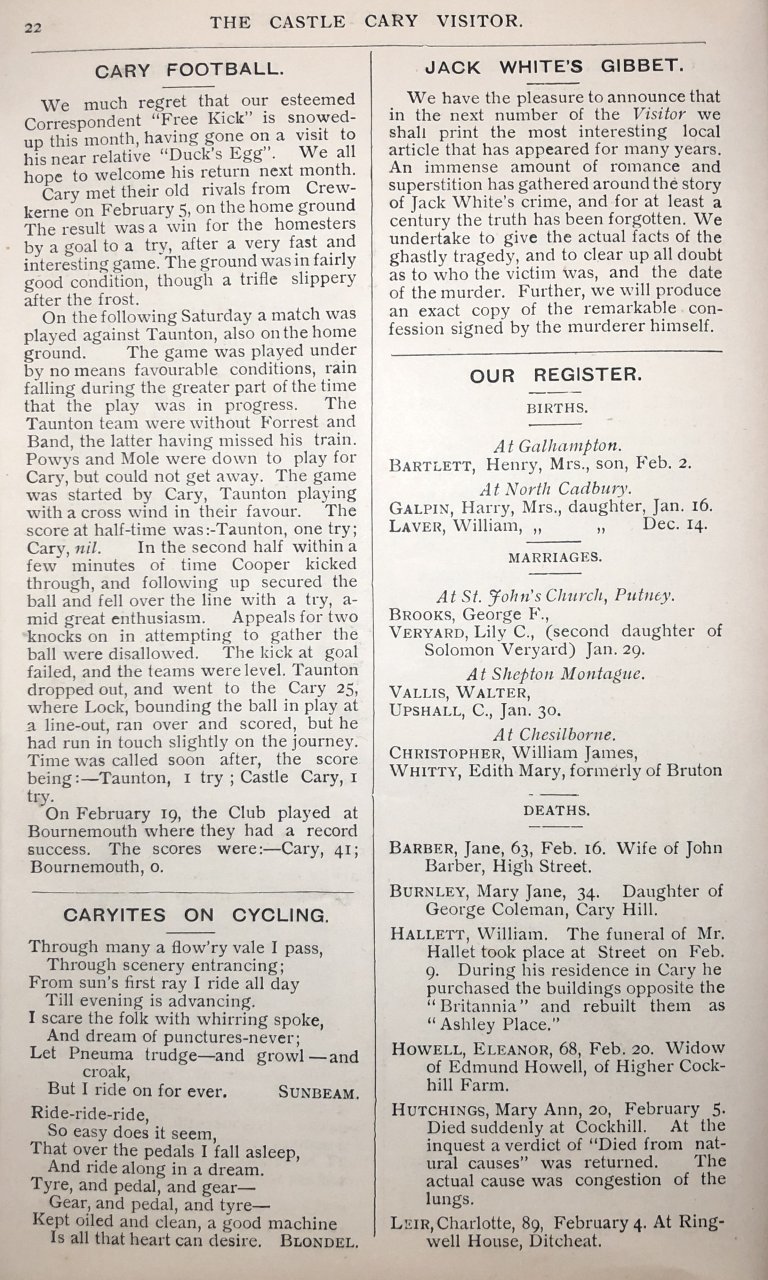 22
THE CASTLE CARY VISITOR.
CARY FOOTBALL.
We much regret that our esteemed
Correspondent "Free Kick" is snowed-
up this month, having gone on a visit to
his near relative "Duck's Egg". We all
hope to welcome his return next month.
Cary met their old rivals from Crew-
kerne on February 5, on the home ground
The result was a win for the homesters
by a goal to a try, after a very fast and
interesting game. The ground was in fairly
good condition, though a trifle slippery
after the frost.
On the following Saturday a match was
played against Taunton, also on the home
ground. The game was played under
by no means favourable conditions, rain
falling during the greater part of the time
that the play was in progress. The
Taunton team were without Forrest and
Band, the latter having missed his train.
Powys and Mole were down to play for
Cary, but could not get away. The game
was started by Cary, Taunton playing
with a cross wind in their favour. The
score at half-time was:-Taunton, one try;
Cary, nil. In the second half within a
few minutes of time Cooper kicked
through, and following up secured the
ball and fell over the line with a try, a-
mid great enthusiasm. Appeals for two
knocks on in attempting to gather the
ball were disallowed. The kick at goal
failed, and the teams were level. Taunton
dropped out, and went to the Cary 25,
where Lock, bounding the ball in play at
a line-out, ran over and scored, but he
had run in touch slightly on the journey.
Time was called soon after, the score
being:—Taunton, 1 try ; Castle Cary, 1
try.
On February 19, the Club played at
Bournemouth where they had a record
success. The scores were:—Cary, 41;
Bournemouth, 0.
CARYITES ON CYCLING.
Through many a flow'ry vale I pass,
Through scenery entrancing;
From sun's first ray I ride all day
Till evening is advancing.
I scare the folk with whirring spoke,
And dream of punctures-never;
Let Pneuma trudge—and growl—and
croak,
But I ride on for ever. SUNBEAM.
Ride-ride-ride,
So easy does it seem,
That over the pedals I fall asleep,
And ride along in a dream.
Tyre, and pedal, and gear—
Gear, and pedal, and tyre—
Kept oiled and clean, a good machine
Is all that heart can desire. BLONDEL.
JACK WHITE'S GIBBET.
We have the pleasure to announce that
in the next number of the Visitor we
shall print the most interesting local
article that has appeared for many years.
An immense amount of romance and
superstition has gathered around the story
of Jack White's crime, and for at least a
century the truth has been forgotten. We
undertake to give the actual facts of the
ghastly tragedy, and to clear up all doubt
as to who the victim was, and the date
of the murder. Further, we will produce
an exact copy of the remarkable con-
fession signed by the murderer himself.
OUR REGISTER.
BIRTHS.
At Galhampton.
BARTLETT, Henry, Mrs., son, Feb. 2.
At North Cadbury.
GALPIN, Harry, Mrs., daughter, Jan. 16.
LAVER, William, ,, ,, Dec. 14.
MARRIAGES.
At St. John's Church, Putney.
BROOKS, George F.,
VERYARD, Lily C., (second daughter of
Solomon Veryard) Jan. 29.
At Shepton Montague.
VALLIS, WALTER,
UPSHALL, C., Jan. 30.
At Chesilborne.
CHRISTOPHER, William James,
WHITTY, Edith Mary, formerly of Bruton
DEATHS.
BARBER, Jane, 63, Feb. 16. Wife of John
Barber, High Street.
BURNLEY, Mary Jane, 34. Daughter of
George Coleman, Cary Hill.
HALLETT, William. The funeral of Mr.
Hallet took place at Street on Feb.
9. During his residence in Cary he
purchased the buildings opposite the
"Britannia" and rebuilt them as
"Ashley Place."
HOWELL, ELEANOR, 68, Feb. 20. Widow
of Edmund Howell, of Higher Cock-
hill Farm.
HUTCHINGS, Mary Ann, 20, February 5.
Died suddenly at Cockhill. At the
inquest a verdict of "Died from nat-
ural causes" was returned. The
actual cause was congestion of the
lungs.
LEIR, Charlotte, 89, February 4. At Ring-
well House, Ditcheat.